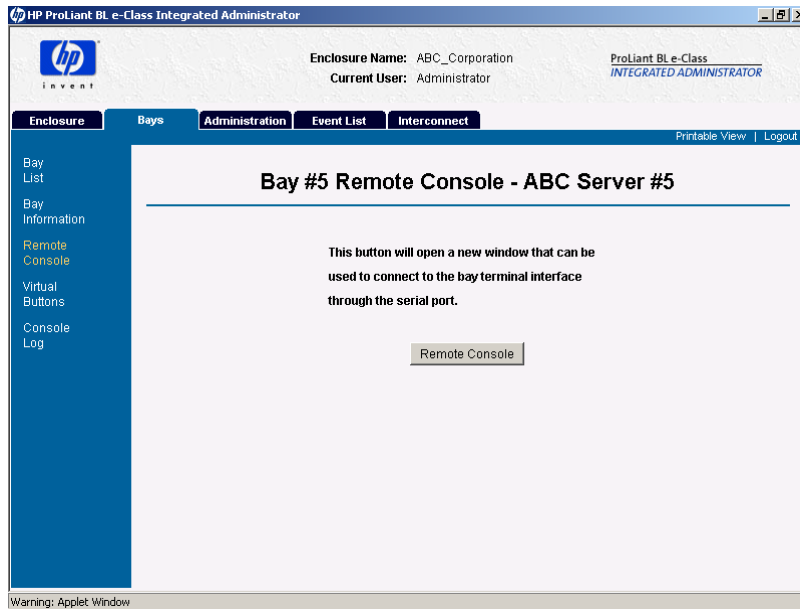 HP ProLiant BL e-Class Integrated Administrator
hp
invent
Enclosure Name: ABC_Corporation
Current User: Administrator
ProLiant BL e-Class
INTEGRATED ADMINISTRATOR
Enclosure Bays Administration Event List Interconnect
Printable View | Logout
Bay
List
Bay
Information
Remote
Console
Virtual
Buttons
Console
Log
Bay #5 Remote Console - ABC Server #5
This button will open a new window that can be
used to connect to the bay terminal interface
through the serial port.
Remote Console
Warning: Applet Window